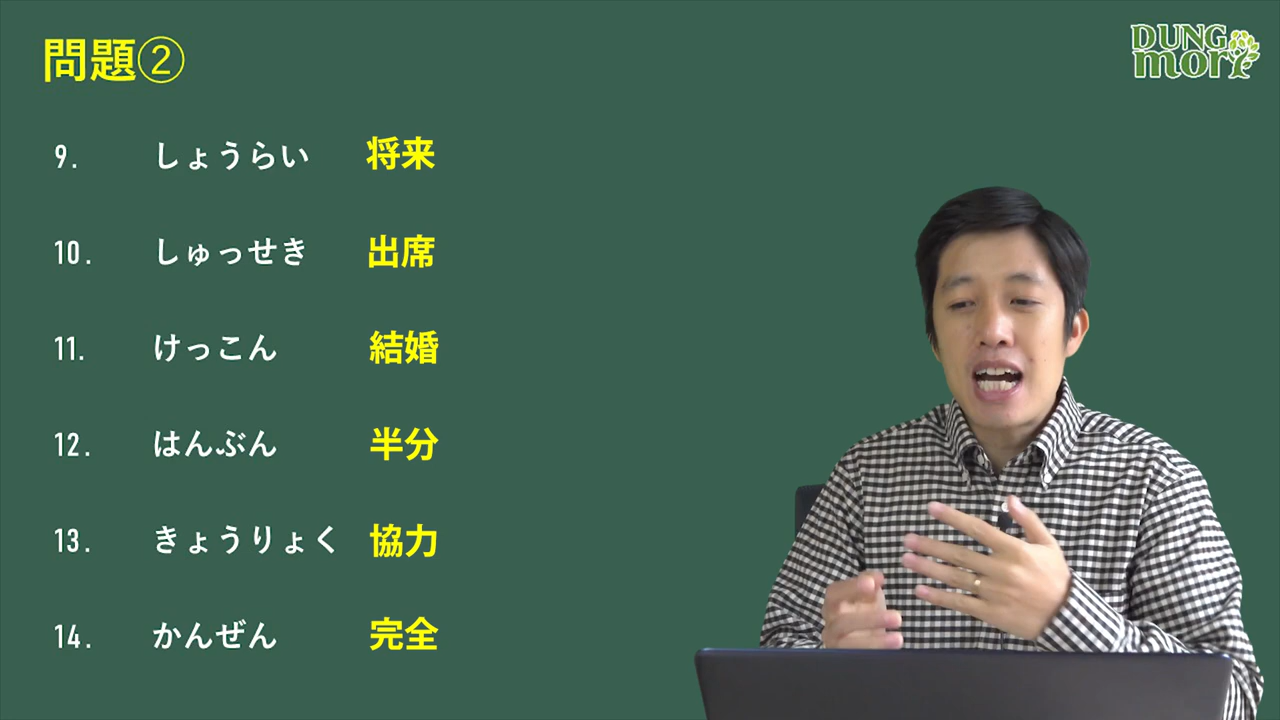 問題②
DUNG
mori
9. しょうらい 将来
10. しゅっせき 出席
11. けっこん 結婚
12. はんぶん 半分
13. きょうりょく 協力
14. かんぜん 完全